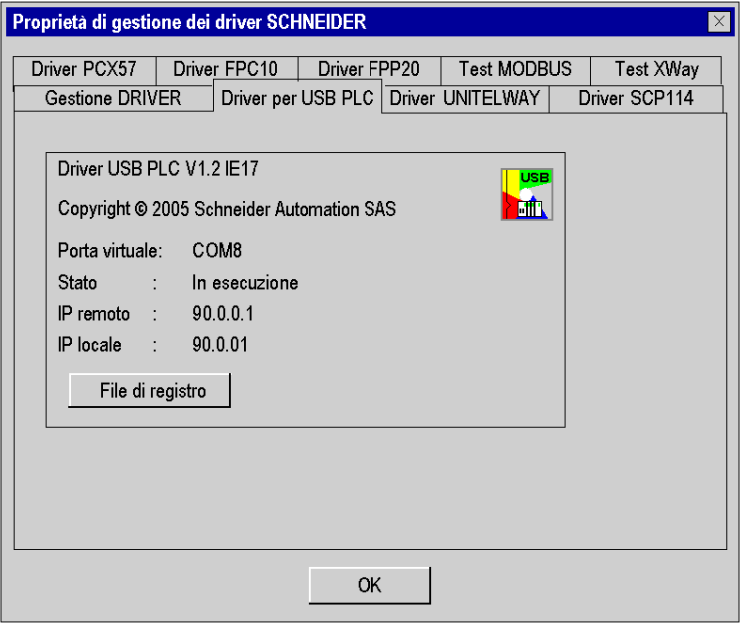 Proprietà di gestione dei driver SCHNEIDER
Driver PCX57 Driver FPC10 Driver FPP20 Test MODBUS Test XWay
Gestione DRIVER Driver per USB PLC Driver UNITELWAY Driver SCP114
Driver USB PLC V1.2 IE17
USB
Copyright © 2005 Schneider Automation SAS
Porta virtuale: COM8
Stato : In esecuzione
IP remoto : 90.0.0.1
IP locale : 90.0.01
File di registro
OK